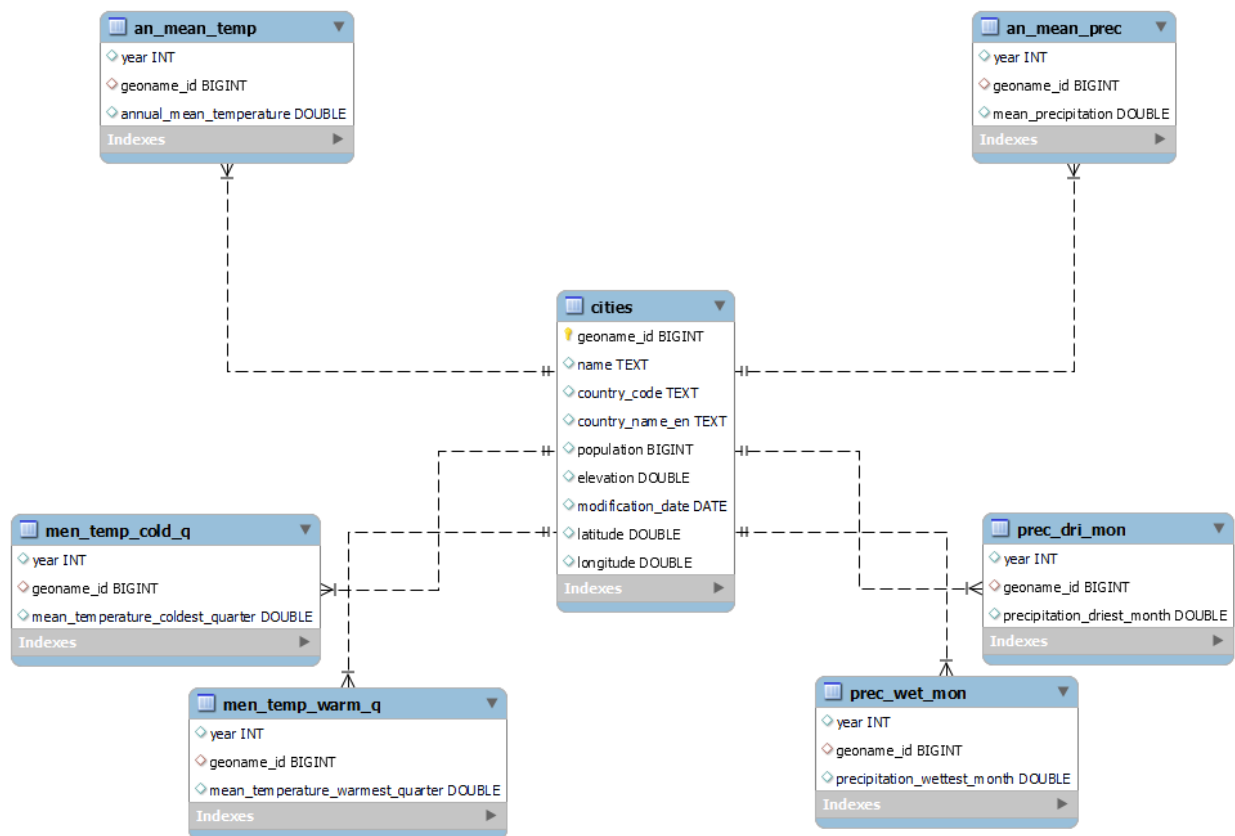 an_mean_temp
year INT
geoname_id BIGINT
annual_mean_temperature DOUBLE
Indexes
an_mean_prec
year INT
geoname_id BIGINT
mean_precipitation DOUBLE
Indexes
cities
geoname_id BIGINT
name TEXT
country_code TEXT
country_name_en TEXT
population BIGINT
elevation DOUBLE
modification_date DATE
latitude DOUBLE
longitude DOUBLE
Indexes
men_temp_cold_q
year INT
geoname_id BIGINT
mean_temperature_coldest_quarter DOUBLE
Indexes
prec_dri_mon
year INT
geoname_id BIGINT
precipitation_driest_month DOUBLE
Indexes
men_temp_warm_q
year INT
geoname_id BIGINT
mean_temperature_warmest_quarter DOUBLE
Indexes
prec_wet_mon
year INT
geoname_id BIGINT
precipitation_wettest_month DOUBLE
Indexes